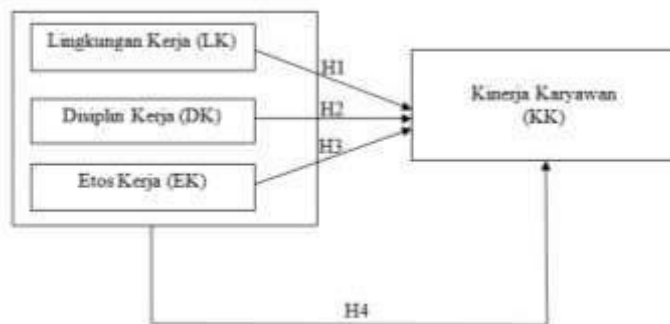 Lingkungan Kerja (LK)
H1
Disiplin Kerja (DK)
H2
H3
Etos Kerja (EK)
Kinerja Karyawan
(KK)
H4